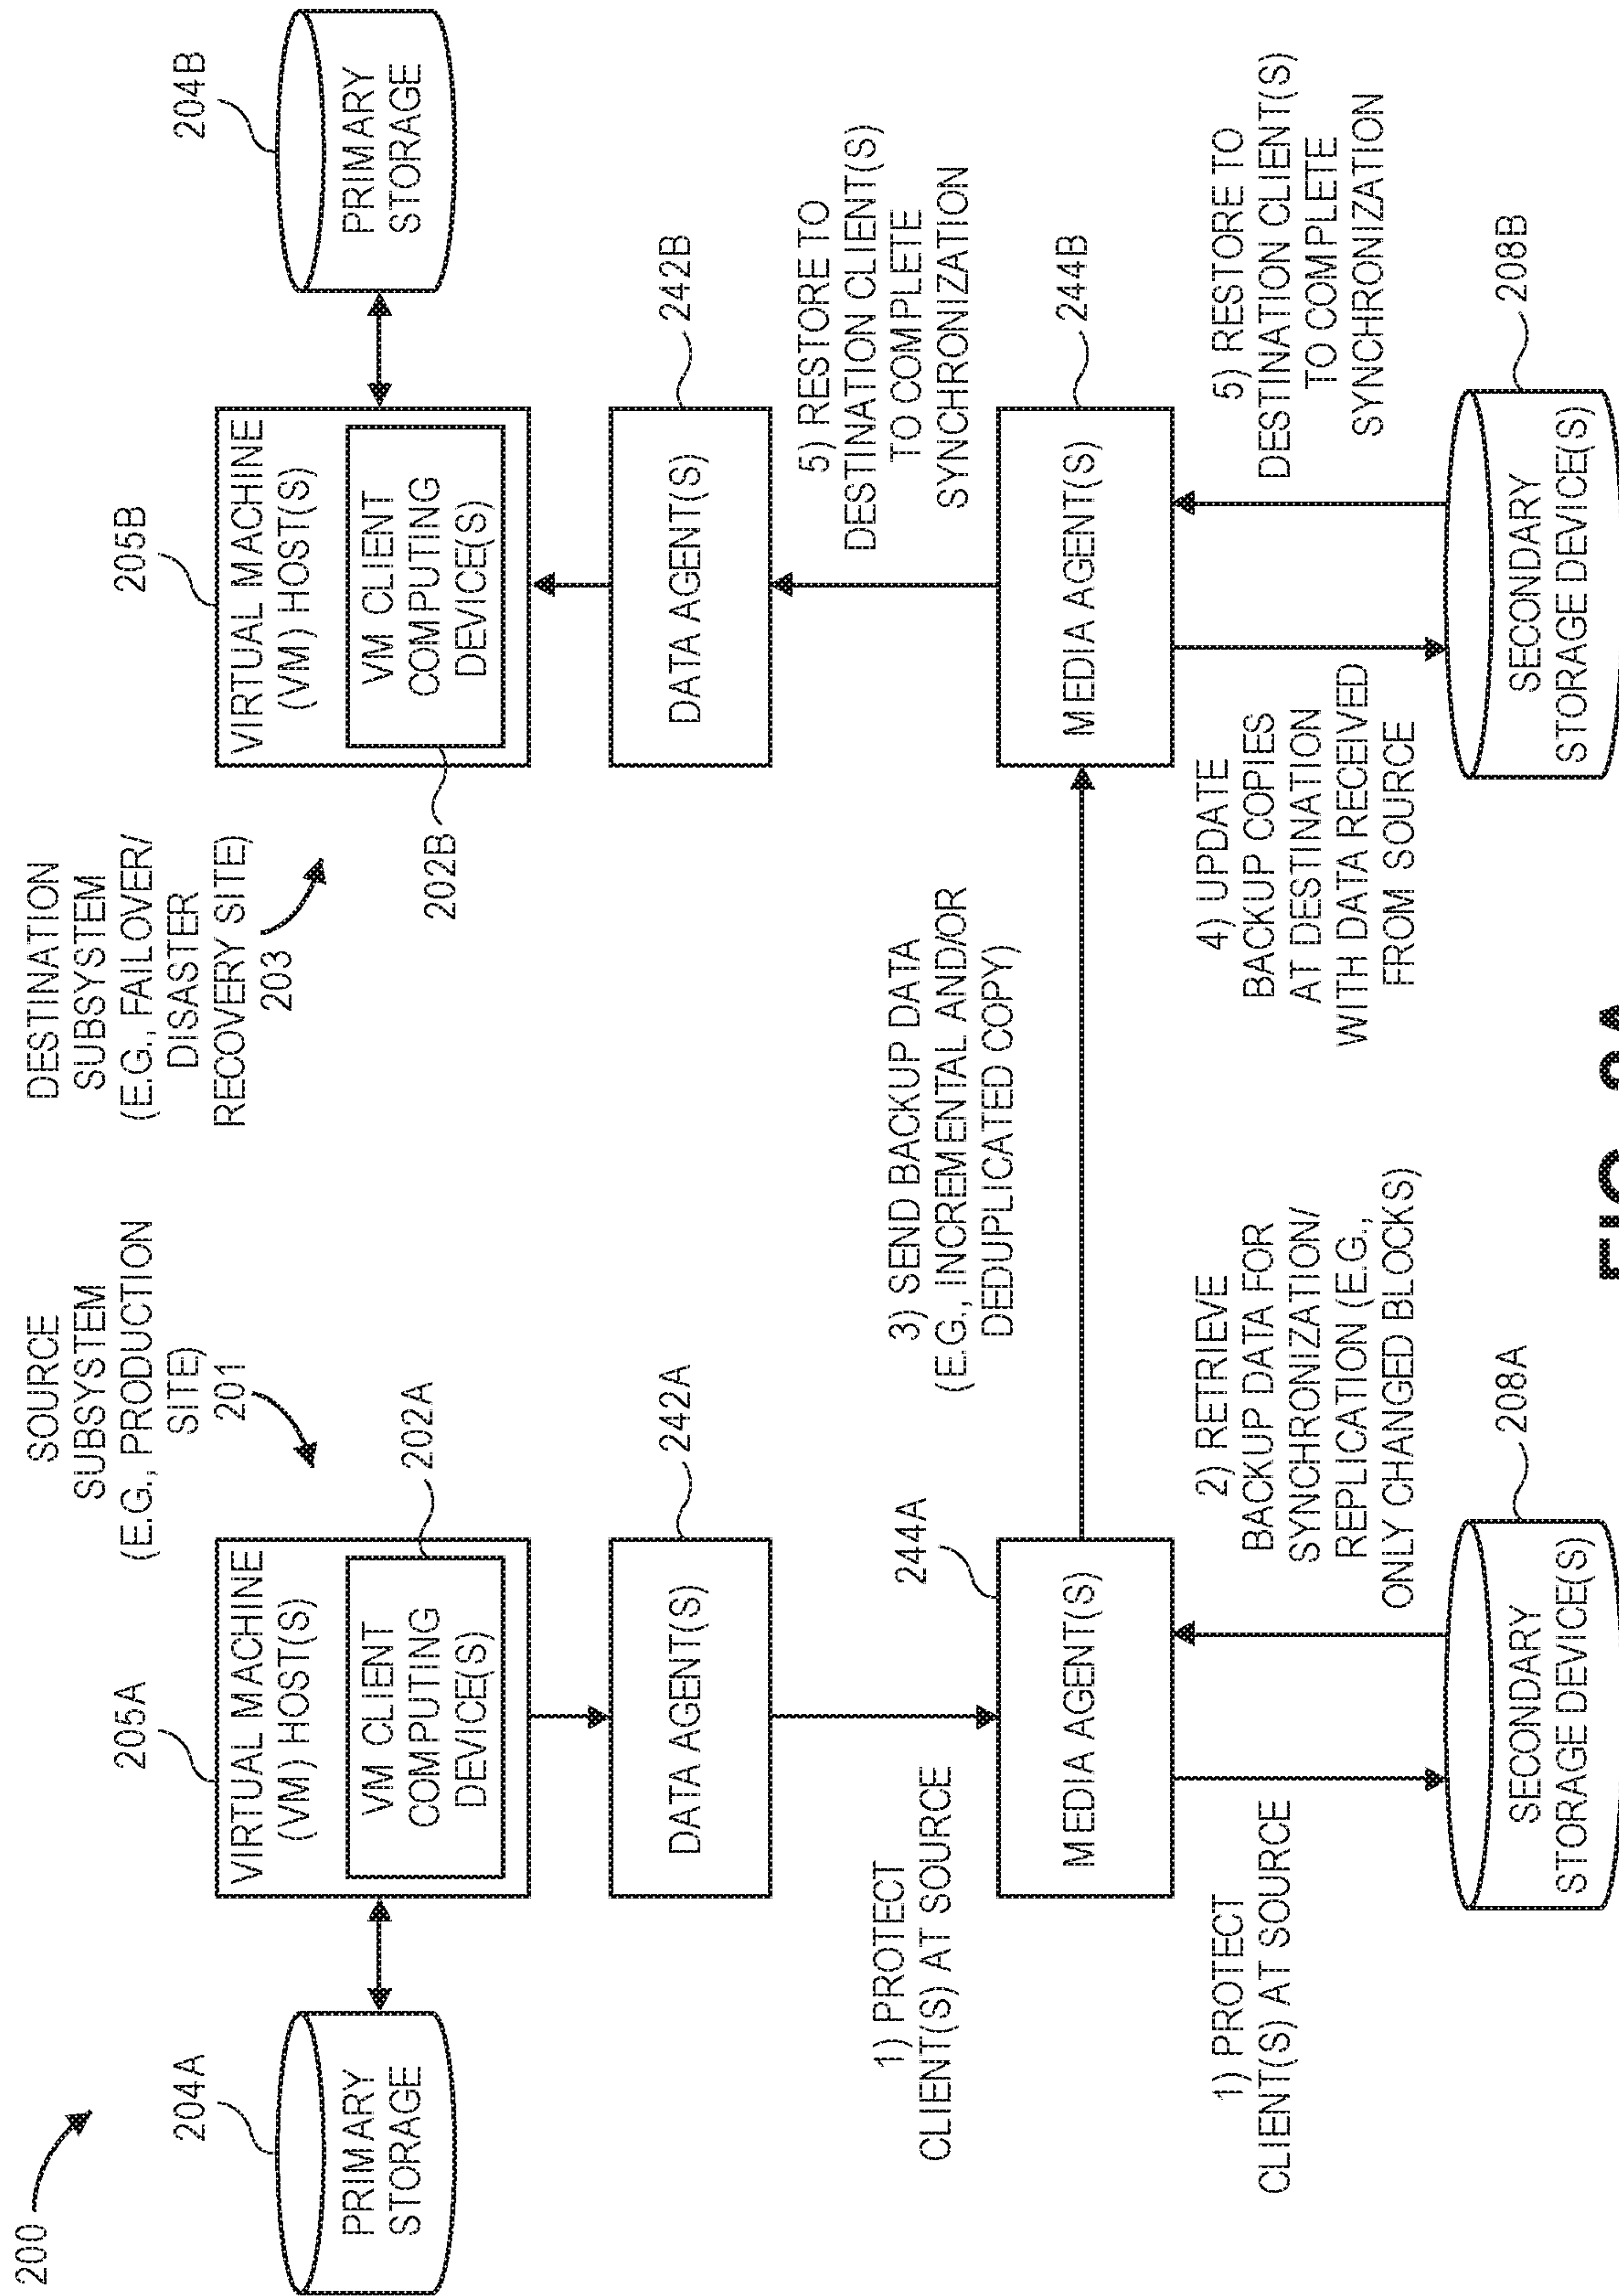 200
SOURCE
SUBSYSTEM
(E.G., PRODUCTION
SITE)
201
DESTINATION
SUBSYSTEM
(E.G., FAILOVER/
DISASTER
RECOVERY SITE)
203
204A
PRIMARY
STORAGE
205A
VIRTUAL MACHINE
(VM) HOST(S)
VM CLIENT
COMPUTING
DEVICE(S)
202A
205B
VIRTUAL MACHINE
(VM) HOST(S)
VM CLIENT
COMPUTING
DEVICE(S)
202B
204B
PRIMARY
STORAGE
DATA AGENT(S)
242A
DATA AGENT(S)
242B
1) PROTECT
CLIENT(S) AT SOURCE
3) SEND BACKUP DATA
(E.G., INCREMENTAL AND/OR
DEDUPLICATED COPY)
5) RESTORE TO
DESTINATION CLIENT(S)
TO COMPLETE
SYNCHRONIZATION
244A
MEDIA AGENT(S)
MEDIA AGENT(S)
244B
1) PROTECT
CLIENT(S) AT SOURCE
2) RETRIEVE
BACKUP DATA FOR
SYNCHRONIZATION/
REPLICATION (E.G.,
ONLY CHANGED BLOCKS)
4) UPDATE
BACKUP COPIES
AT DESTINATION
WITH DATA RECEIVED
FROM SOURCE
5) RESTORE TO
DESTINATION CLIENT(S)
TO COMPLETE
SYNCHRONIZATION
SECONDARY
STORAGE DEVICE(S)
208A
SECONDARY
STORAGE DEVICE(S)
208B